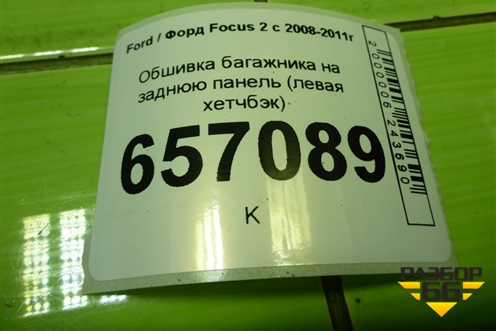 Ford / Форд Focus 2 с 2008-2011г
Обшивка багажника на
заднюю панель (левая
хетчбэк)
657089
К
2000006243690
РАЗБОР
66